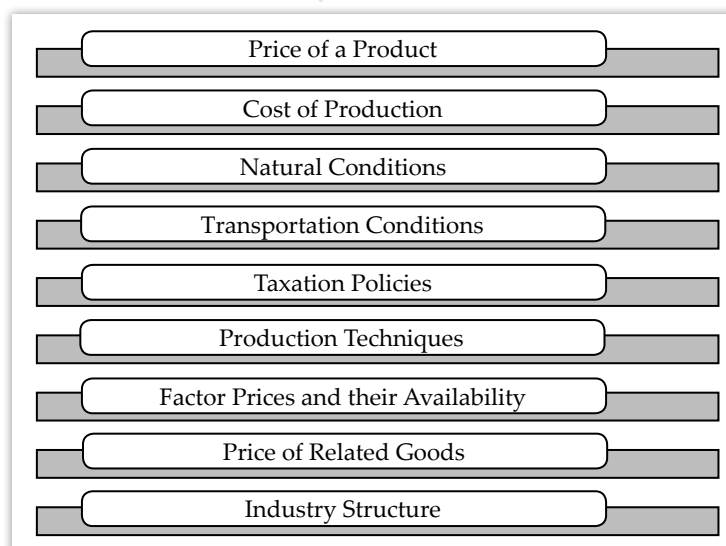 Price of a Product
Cost of Production
Natural Conditions
Transportation Conditions
Taxation Policies
Production Techniques
Factor Prices and their Availability
Price of Related Goods
Industry Structure